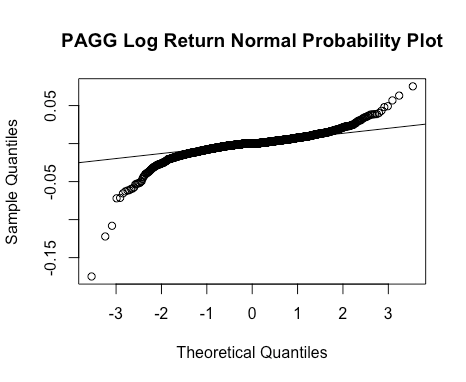 PAGG Log Return Normal Probability Plot
Sample Quantiles
0.05
-0.05
-0.15
-3 -2 -1 0 1 2 3
Theoretical Quantiles